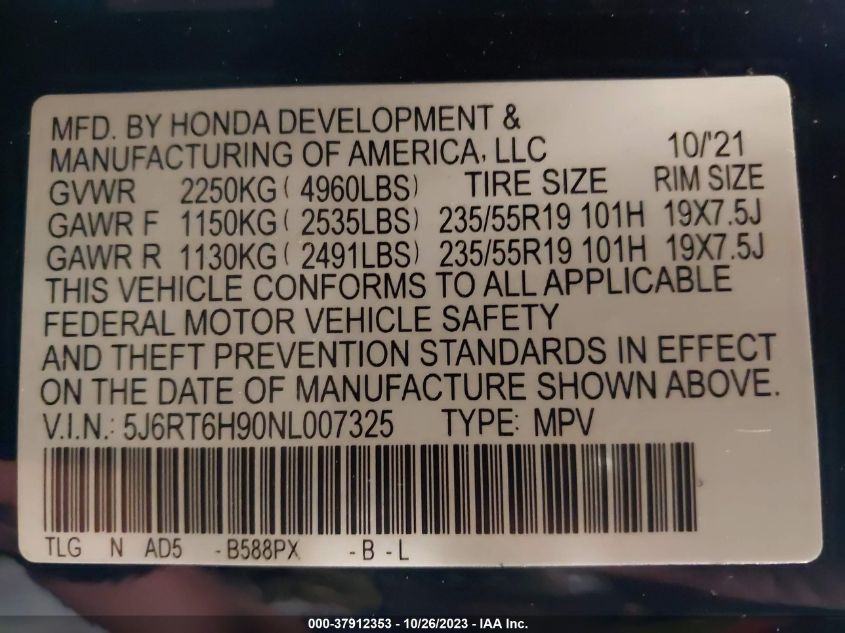 MFD. BY HONDA DEVELOPMENT &
MANUFACTURING OF AMERICA, LLC 10/'21
GVWR 2250KG ( 4960LBS) TIRE SIZE RIM SIZE
GAWR F 1150KG ( 2535LBS) 235/55R19 101H 19X7.5J
GAWR R 1130KG ( 2491LBS) 235/55R19 101H 19X7.5J
THIS VEHICLE CONFORMS TO ALL APPLICABLE
FEDERAL MOTOR VEHICLE SAFETY
AND THEFT PREVENTION STANDARDS IN EFFECT
ON THE DATE OF MANUFACTURE SHOWN ABOVE.
V.I.N.: 5J6RT6H90NL007325 TYPE: MPV
TLG N AD5 -B588PX -B -L
000-37912353 - 10/26/2023 - IAA Inc.